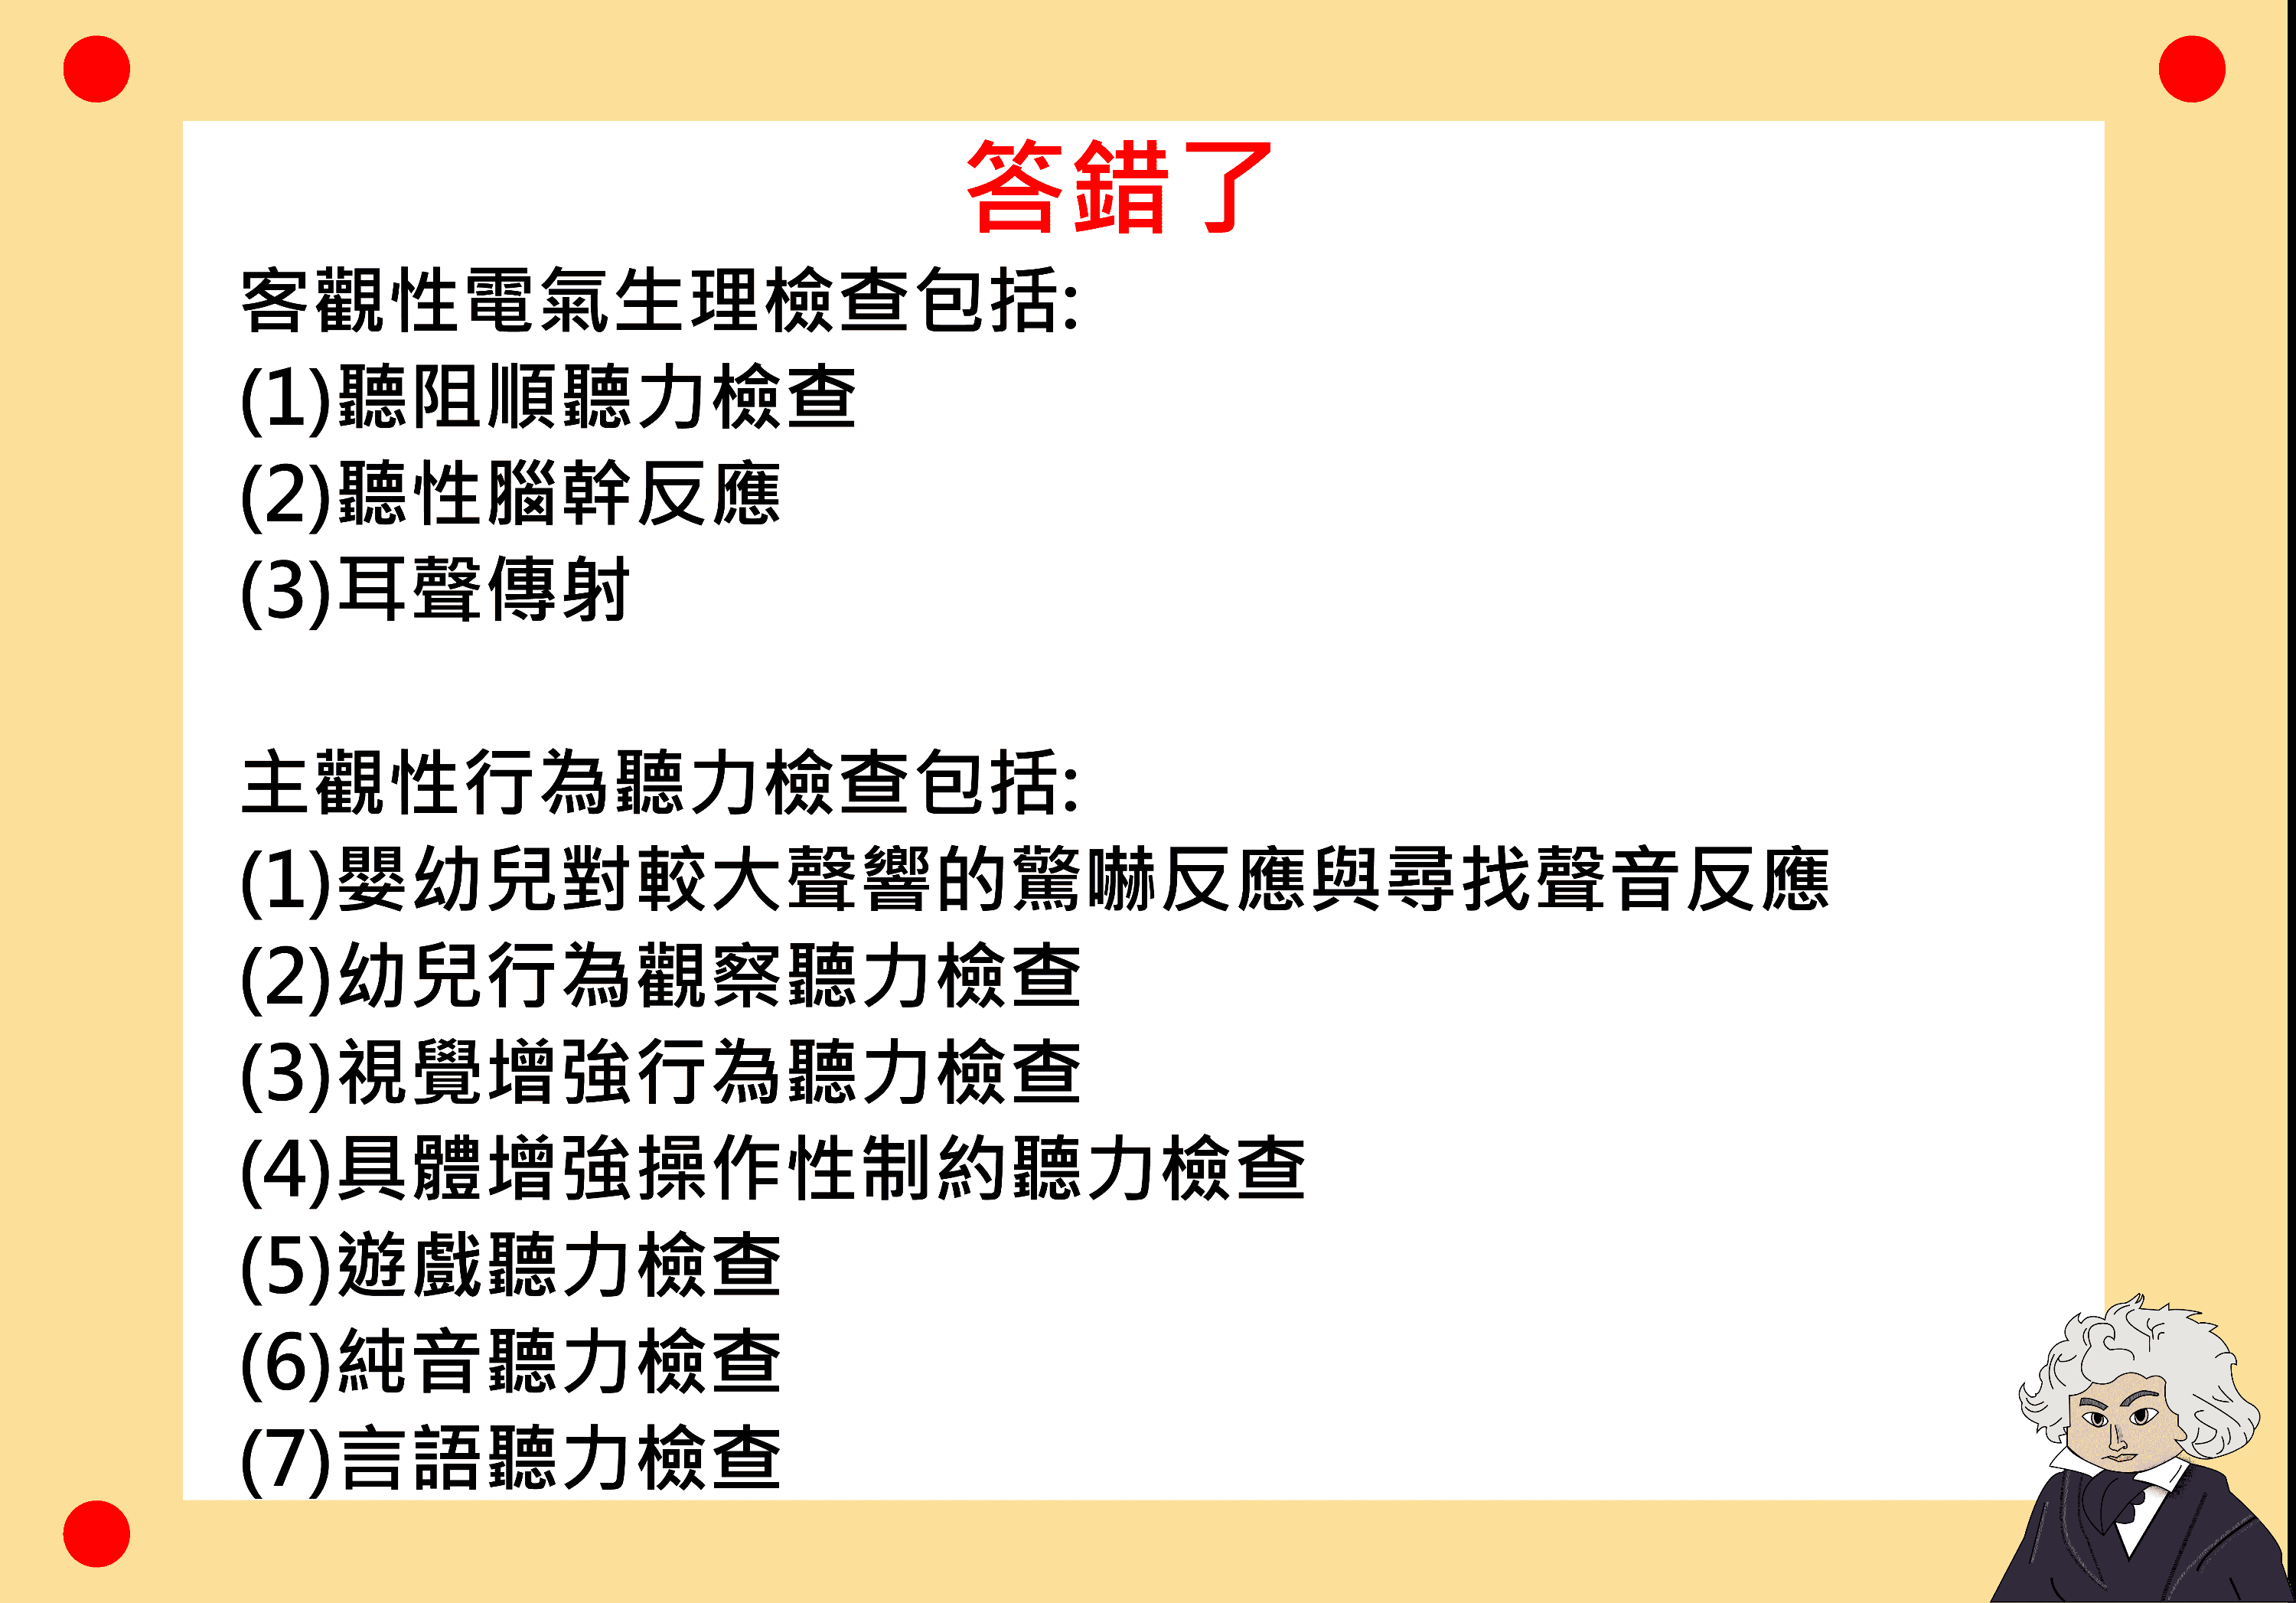 答錯了
客觀性電氣生理檢查包括:
(1)聽阻順聽力檢查
(2)聽性腦幹反應
(3)耳聲傳射
主觀性行為聽力檢查包括:
(1)嬰幼兒對較大聲響的驚嚇反應與尋找聲音反應
(2)幼兒行為觀察聽力檢查
(3)視覺增強行為聽力檢查
(4)具體增強操作性制約聽力檢查
(5)遊戲聽力檢查
(6)純音聽力檢查
(7)言語聽力檢查